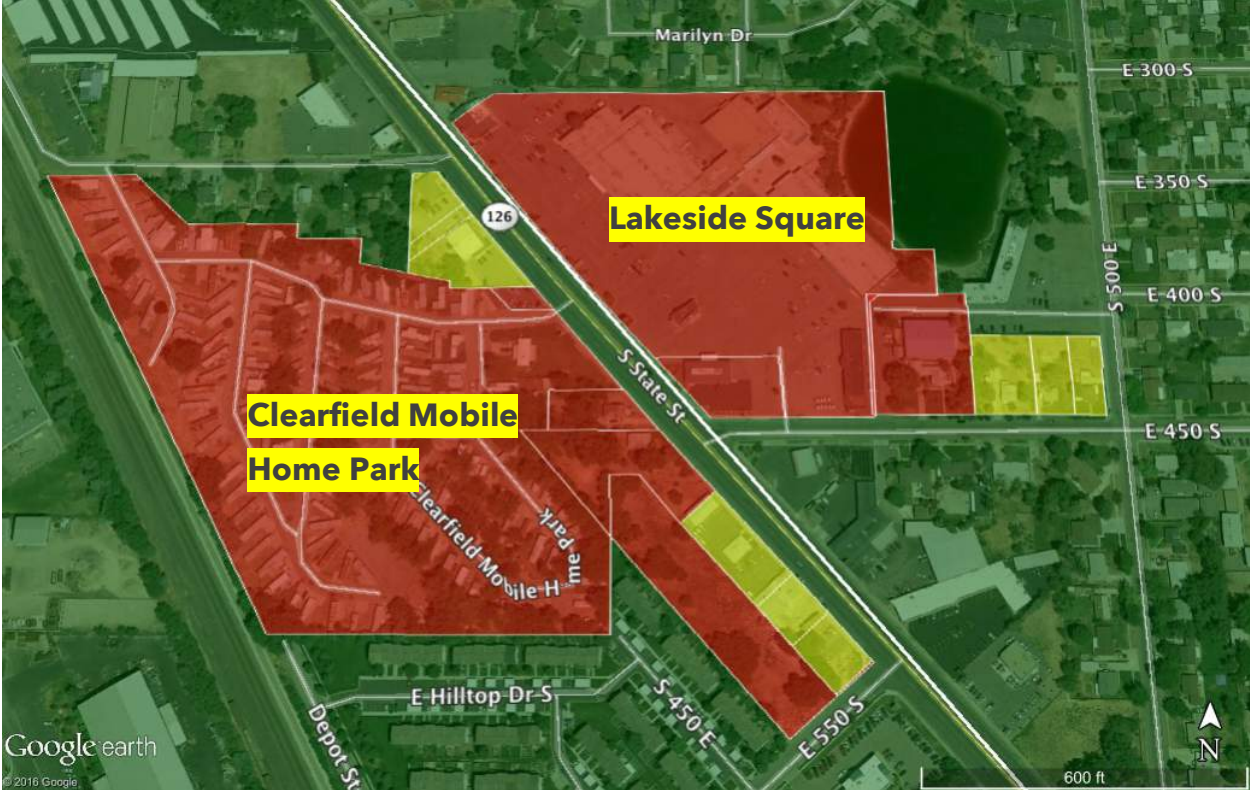 Marilyn Dr
E 300 S
E 350 S
126
Lakeside Square
S 500 E
E 400 S
S State St
Clearfield Mobile
Home Park
E 450 S
Clearfield Mobile H
me Park
E Hilltop Dr S
S 450 E
E 550 S
Depot St
N
Google earth
© 2016 Google
600 ft